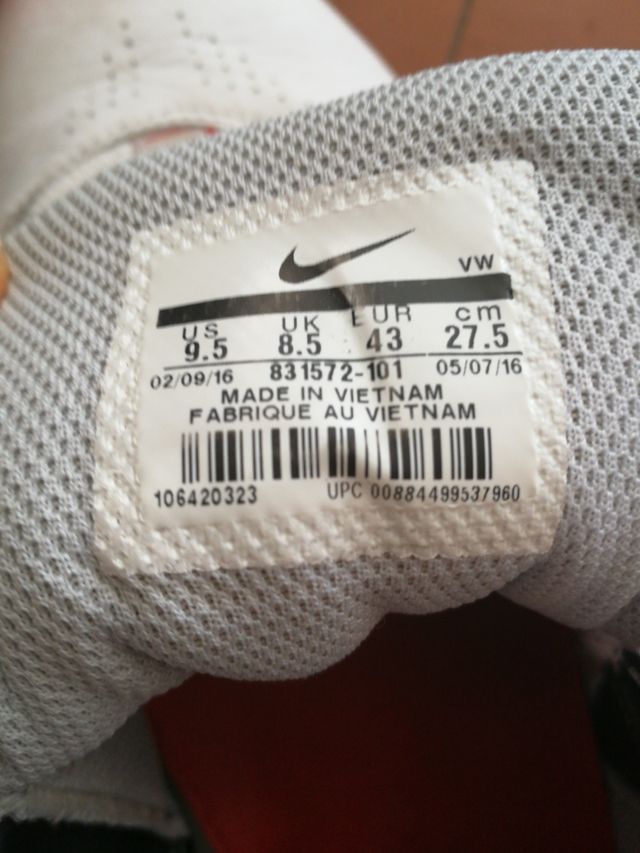 VW
US UK EUR cm
9.5 8.5 43 27.5
02/09/16 831572-101 05/07/16
MADE IN VIETNAM
FABRIQUE AU VIETNAM
106420323 UPC 00884499537960